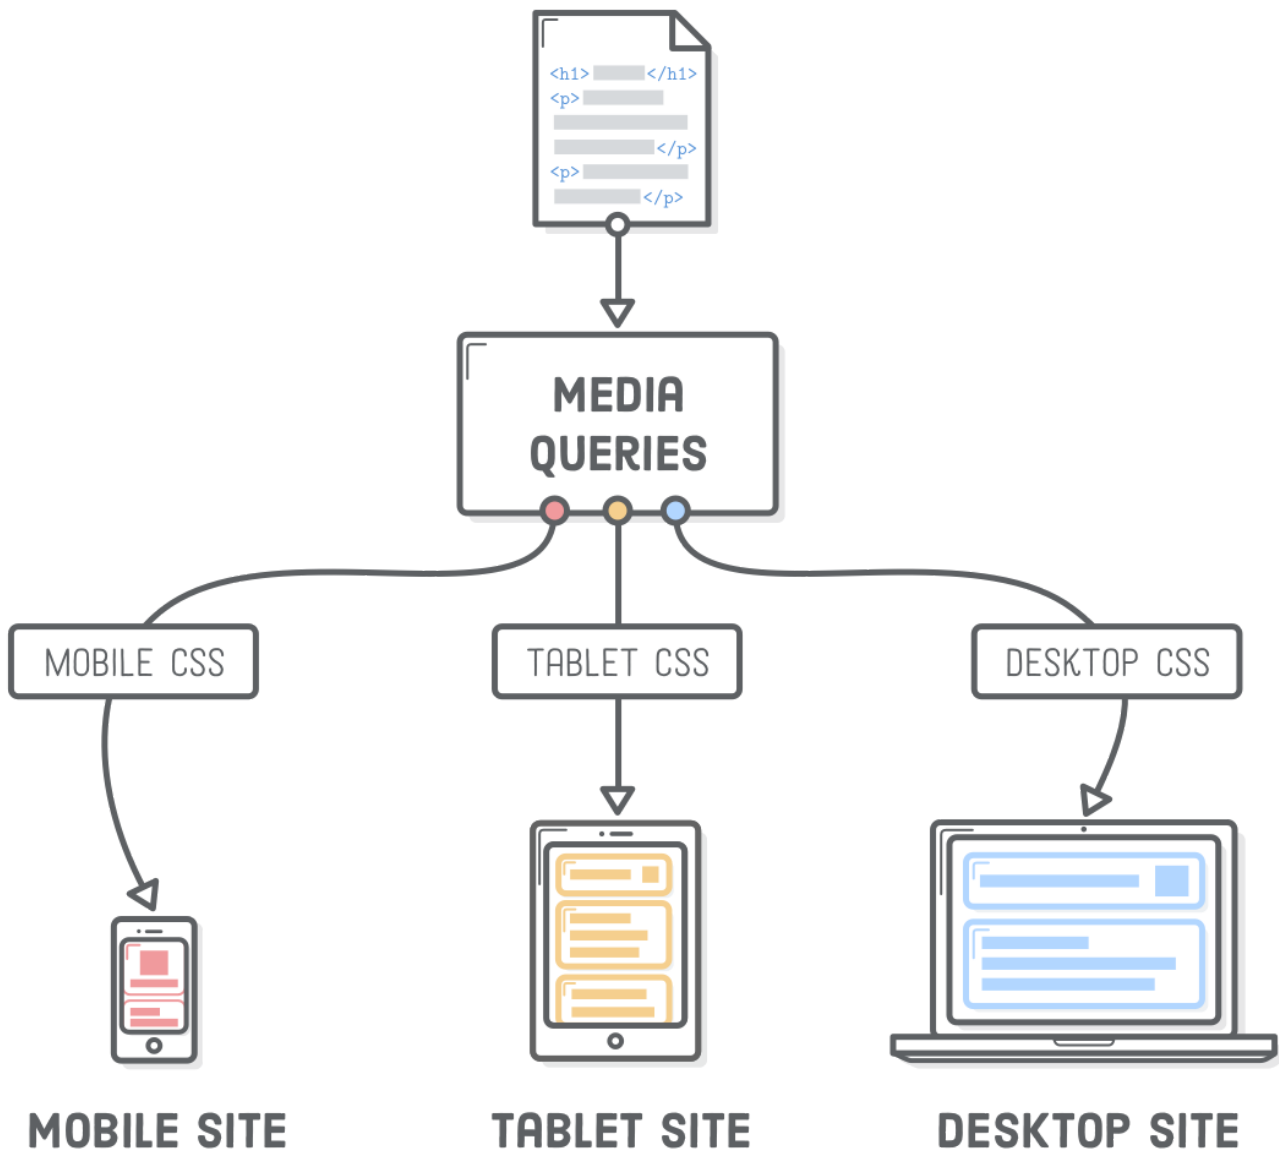 <h1> </h1>
<p>
</p>
<p>
</p>
MEDIA
QUERIES
MOBILE CSS
TABLET CSS
DESKTOP CSS
MOBILE SITE
TABLET SITE
DESKTOP SITE